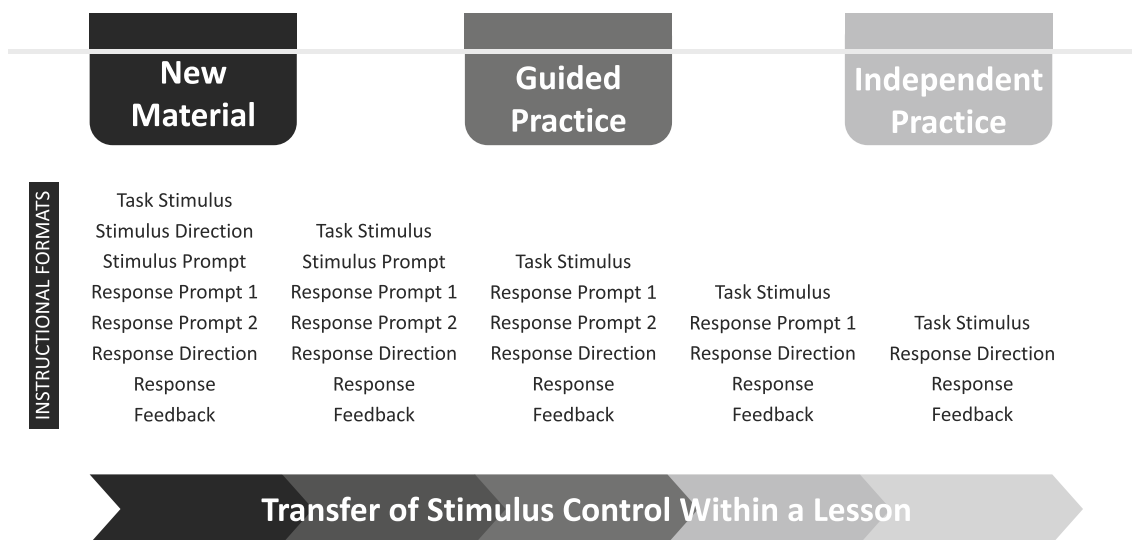 New
Material
Guided
Practice
Independent
Practice
INSTRUCTIONAL FORMATS
Task Stimulus
Stimulus Direction
Stimulus Prompt
Response Prompt 1
Response Prompt 2
Response Direction
Response
Feedback
Task Stimulus
Stimulus Prompt
Response Prompt 1
Response Prompt 2
Response Direction
Response
Feedback
Task Stimulus
Response Prompt 1
Response Prompt 2
Response Direction
Response
Feedback
Task Stimulus
Response Prompt 1
Response Direction
Response
Feedback
Task Stimulus
Response Direction
Response
Feedback
Transfer of Stimulus Control Within a Lesson